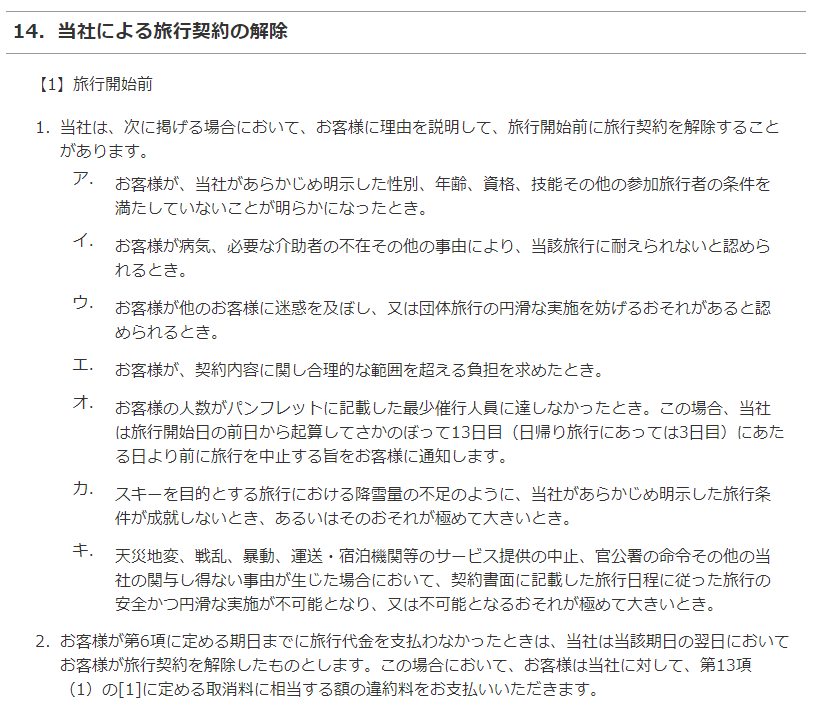 14. 当社による旅行契約の解除
【1】旅行開始前
1. 当社は、次に掲げる場合において、お客様に理由を説明して、旅行開始前に旅行契約を解除すること
があります。
ア. お客様が、当社があらかじめ明示した性別、年齢、資格、技能その他の参加旅行者の条件を
満たしていないことが明らかになったとき。
イ. お客様が病気、必要な介助者の不在その他の事由により、当該旅行に耐えられないと認めら
れるとき。
ウ. お客様が他のお客様に迷惑を及ぼし、又は団体旅行の円滑な実施を妨げるおそれがあると認
められるとき。
エ. お客様が、契約内容に関し合理的な範囲を超える負担を求めたとき。
オ. お客様の人数がパンフレットに記載した最少催行人員に達しなかったとき。この場合、当社
は旅行開始日の前日から起算してさかのぼって13日目（日帰り旅行にあっては3日目）にあた
る日より前に旅行を中止する旨をお客様に通知します。
カ. スキーを目的とする旅行における降雪量の不足のように、当社があらかじめ明示した旅行条
件が成就しないとき、あるいはそのおそれが極めて大きいとき。
キ. 天災地変、戦乱、暴動、運送・宿泊機関等のサービス提供の中止、官公署の命令その他の当
社の関与し得ない事由が生じた場合において、契約書面に記載した旅行日程に従った旅行の
安全かつ円滑な実施が不可能となり、又は不可能となるおそれが極めて大きいとき。
2. お客様が第6項に定める期日までに旅行代金を支払わなかったときは、当社は当該期日の翌日において
お客様が旅行契約を解除したものとします。この場合において、お客様は当社に対して、第13項
（1）の[1]に定める取消料に相当する額の違約料をお支払いいただきます。